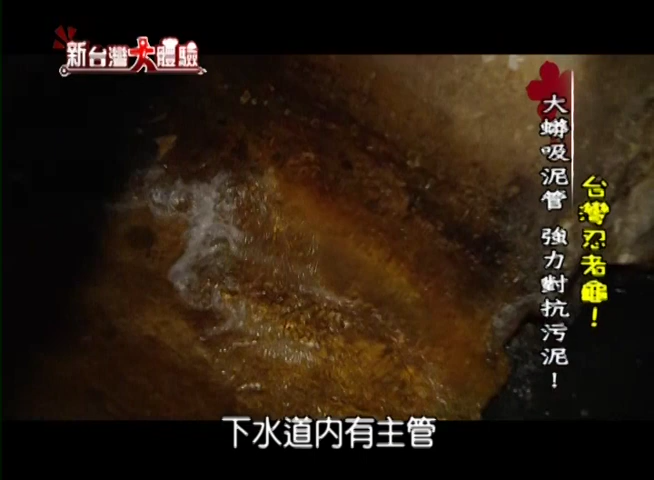 新台灣大體驗
台灣忍者龜!
大蟒吸泥管 強力對抗污泥!
下水道內有主管